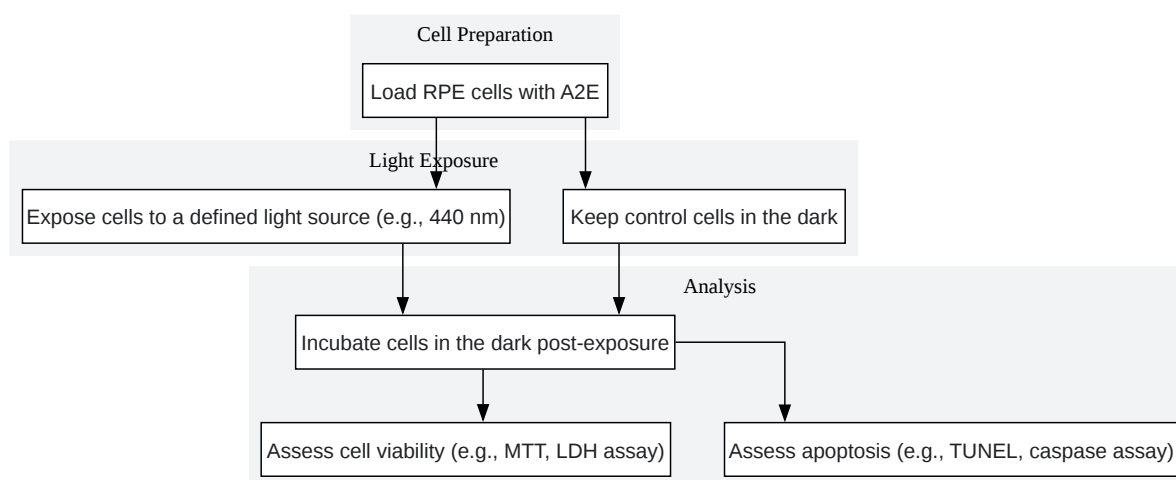 Cell Preparation
Load RPE cells with A2E
Light Exposure
Expose cells to a defined light source (e.g., 440 nm)
Keep control cells in the dark
Analysis
Incubate cells in the dark post-exposure
Assess cell viability (e.g., MTT, LDH assay)
Assess apoptosis (e.g., TUNEL, caspase assay)